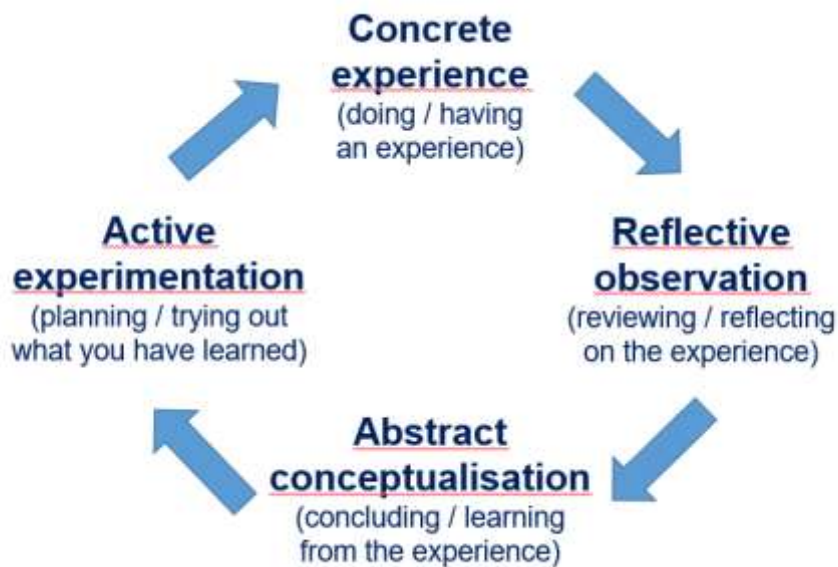 Concrete
experience
(doing / having
an experience)
Reflective
observation
(reviewing / reflecting
on the experience)
Abstract
conceptualisation
(concluding / learning
from the experience)
Active
experimentation
(planning / trying out
what you have learned)